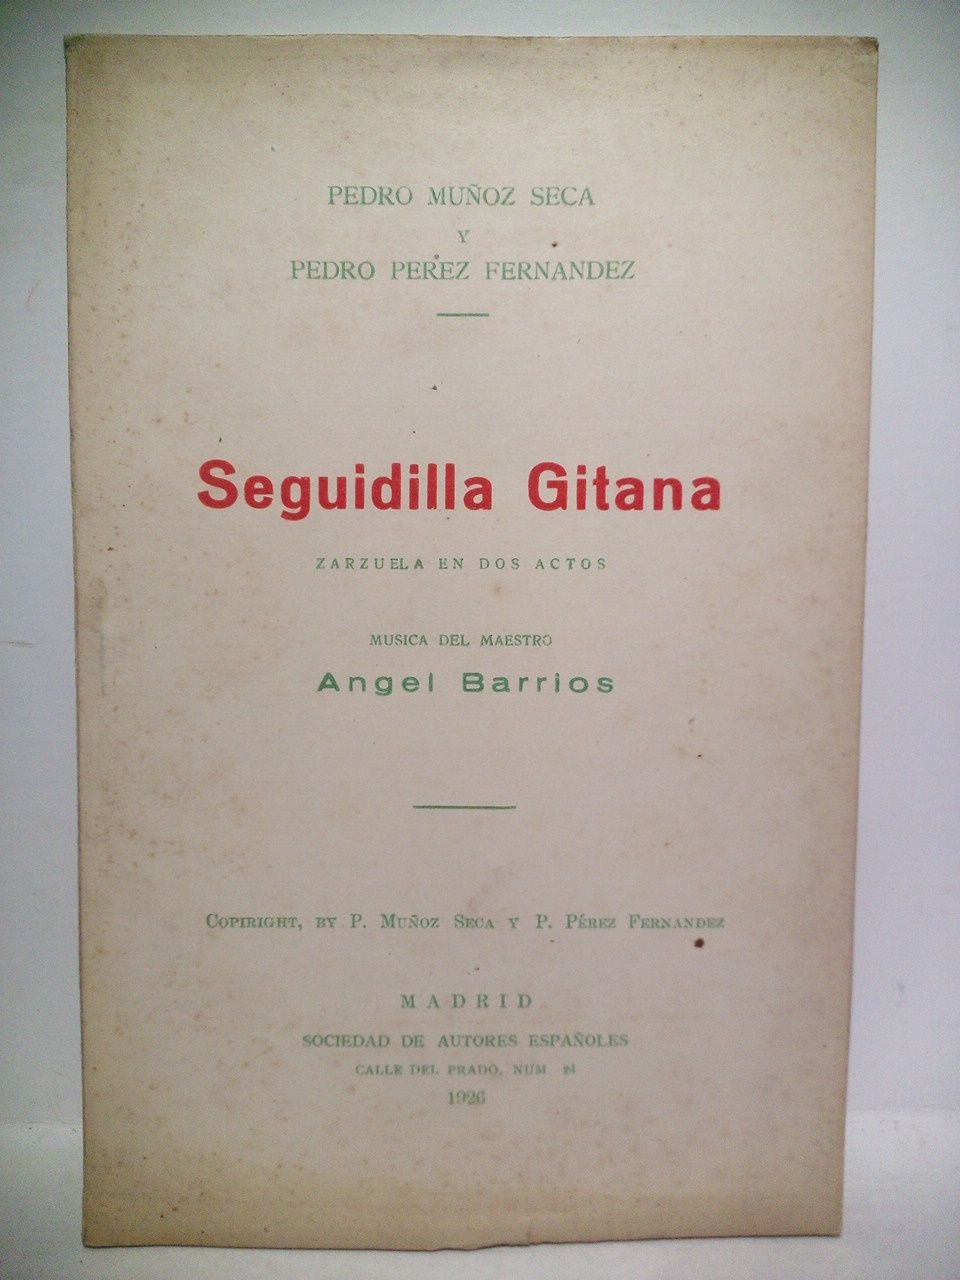 PEDRO MUÑOZ SECA
Y
PEDRO PEREZ FERNANDEZ
Seguidilla Gitana
ZARZUELA EN DOS ACTOS
MUSICA DEL MAESTRO
Angel Barrios
COPIRIGHT, BY P. MUÑOZ SECA Y P. PÉREZ FERNANDEZ
MADRID
SOCIEDAD DE AUTORES ESPAÑOLES
CALLE DEL PRADO, NUM 24
1926